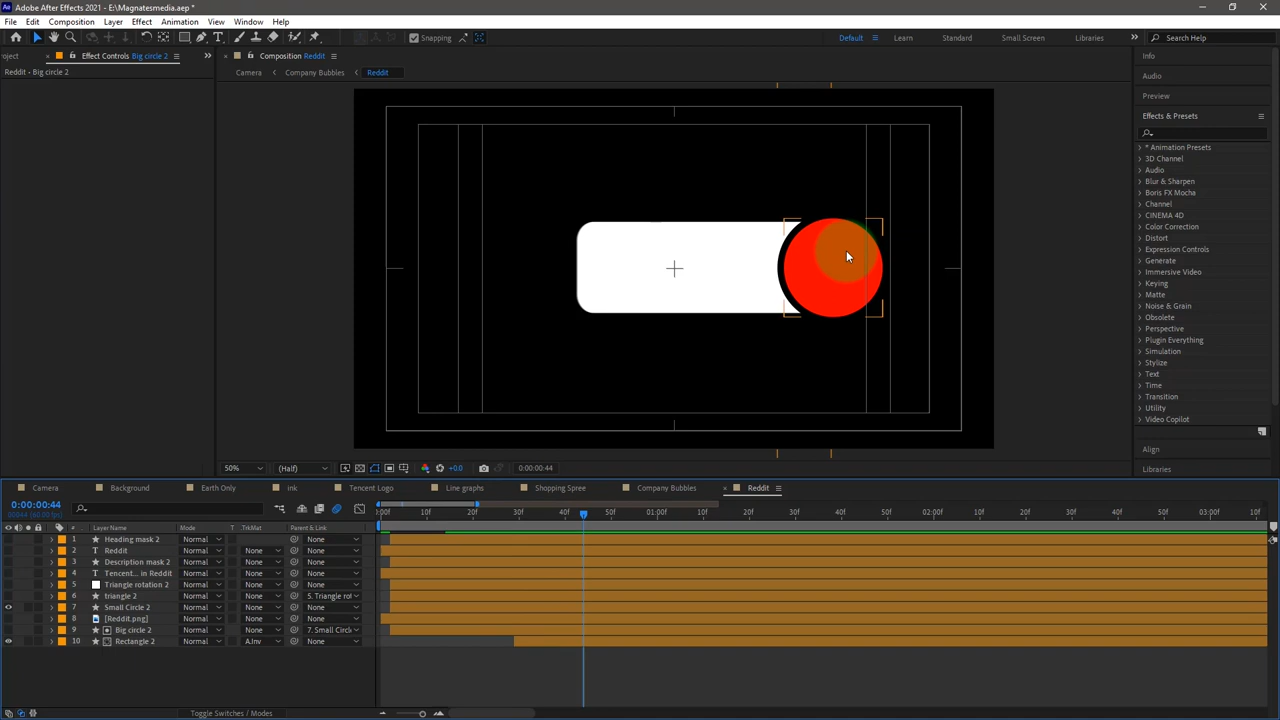 Adobe After Effects 2021 - E:\Magnatesmedia.aep *
File Edit Composition Layer Effect Animation View Window Help
Snapping Default Learn Standard Small Screen Libraries Search Help
roject Effect Controls Big circle 2 Composition Reddit
Reddit • Big circle 2
Camera Company Bubbles Reddit
Info
Audio
Preview
Effects & Presets
* Animation Presets
3D Channel
Audio
Blur & Sharpen
Boris FX Mocha
Channel
CINEMA 4D
Color Correction
Distort
Expression Controls
Generate
Immersive Video
Keying
Matte
Noise & Grain
Obsolete
Perspective
Plugin Everything
Simulation
Stylize
Text
Time
Transition
Utility
Video Copilot
Align
Libraries
50% (Half) +0.0 0:00:00:44
Camera Background Earth Only ink Tencent Logo Line graphs Shopping Spree Company Bubbles Reddit
0:00:00:44
00044 (60.00 fps)
:00f 10f 20f 30f 40f 50f 01:00f 10f 20f 30f 40f 50f 02:00f 10f 20f 30f 40f 50f 03:00f 10f
# Layer Name Mode T .TrkMat Parent & Link
1 Heading mask 2 Normal None
2 Reddit Normal None None
3 Description mask 2 Normal None None
4 Tencent... in Reddit Normal None None
5 Triangle rotation 2 Normal None None
6 triangle 2 Normal None 5. Triangle rot
7 Small Circle 2 Normal None None
8 [Reddit.png] Normal None None
9 Big circle 2 Normal None 7. Small Circl
10 Rectangle 2 Normal A.Inv None
Toggle Switches / Modes